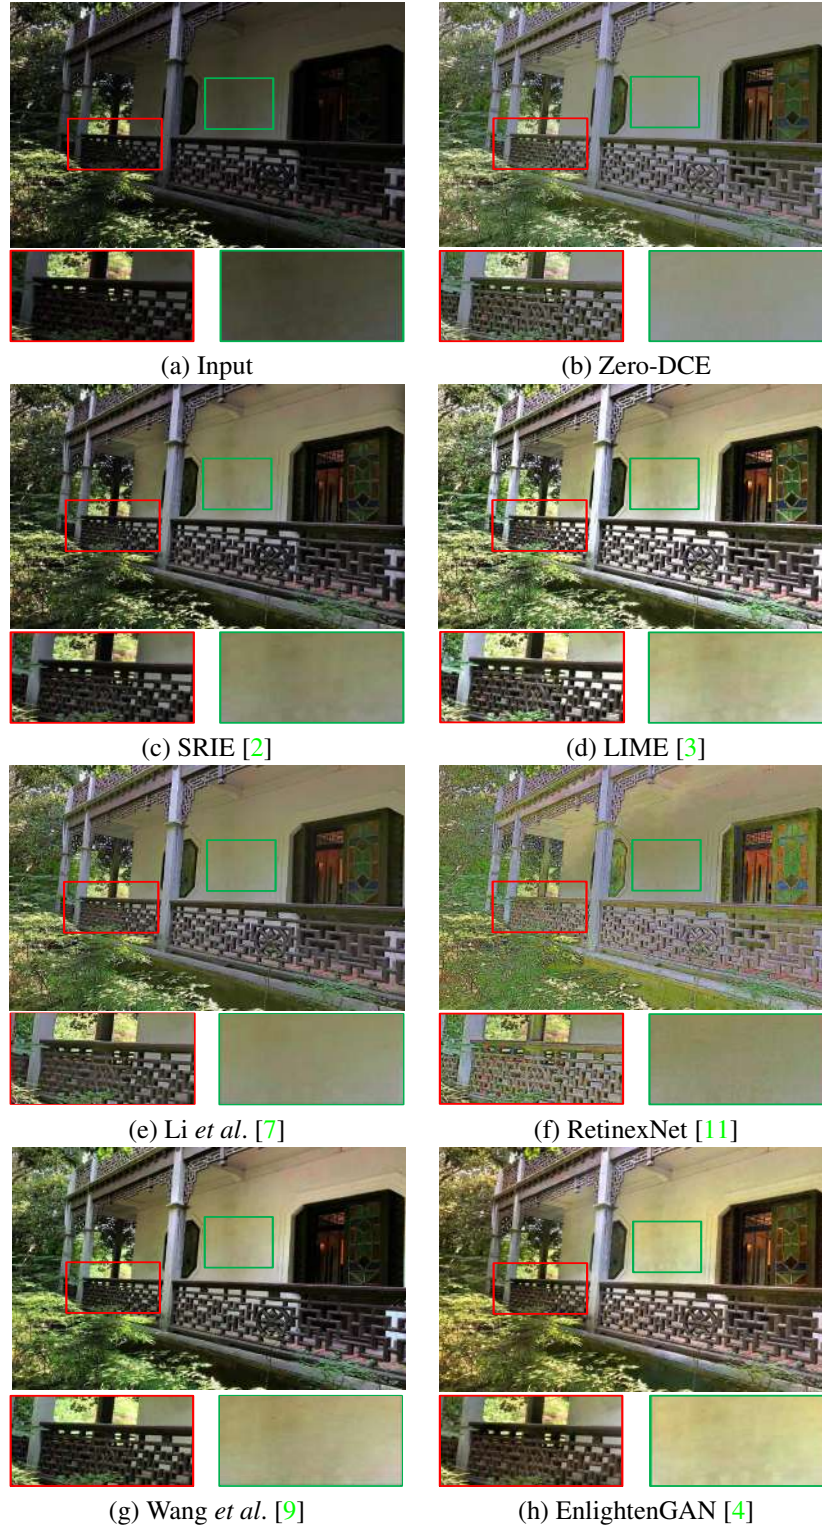 (a) Input
(b) Zero-DCE
(c) SRIE [2]
(d) LIME [3]
(e) Li et al. [7]
(f) RetinexNet [11]
(g) Wang et al. [9]
(h) EnlightenGAN [4]